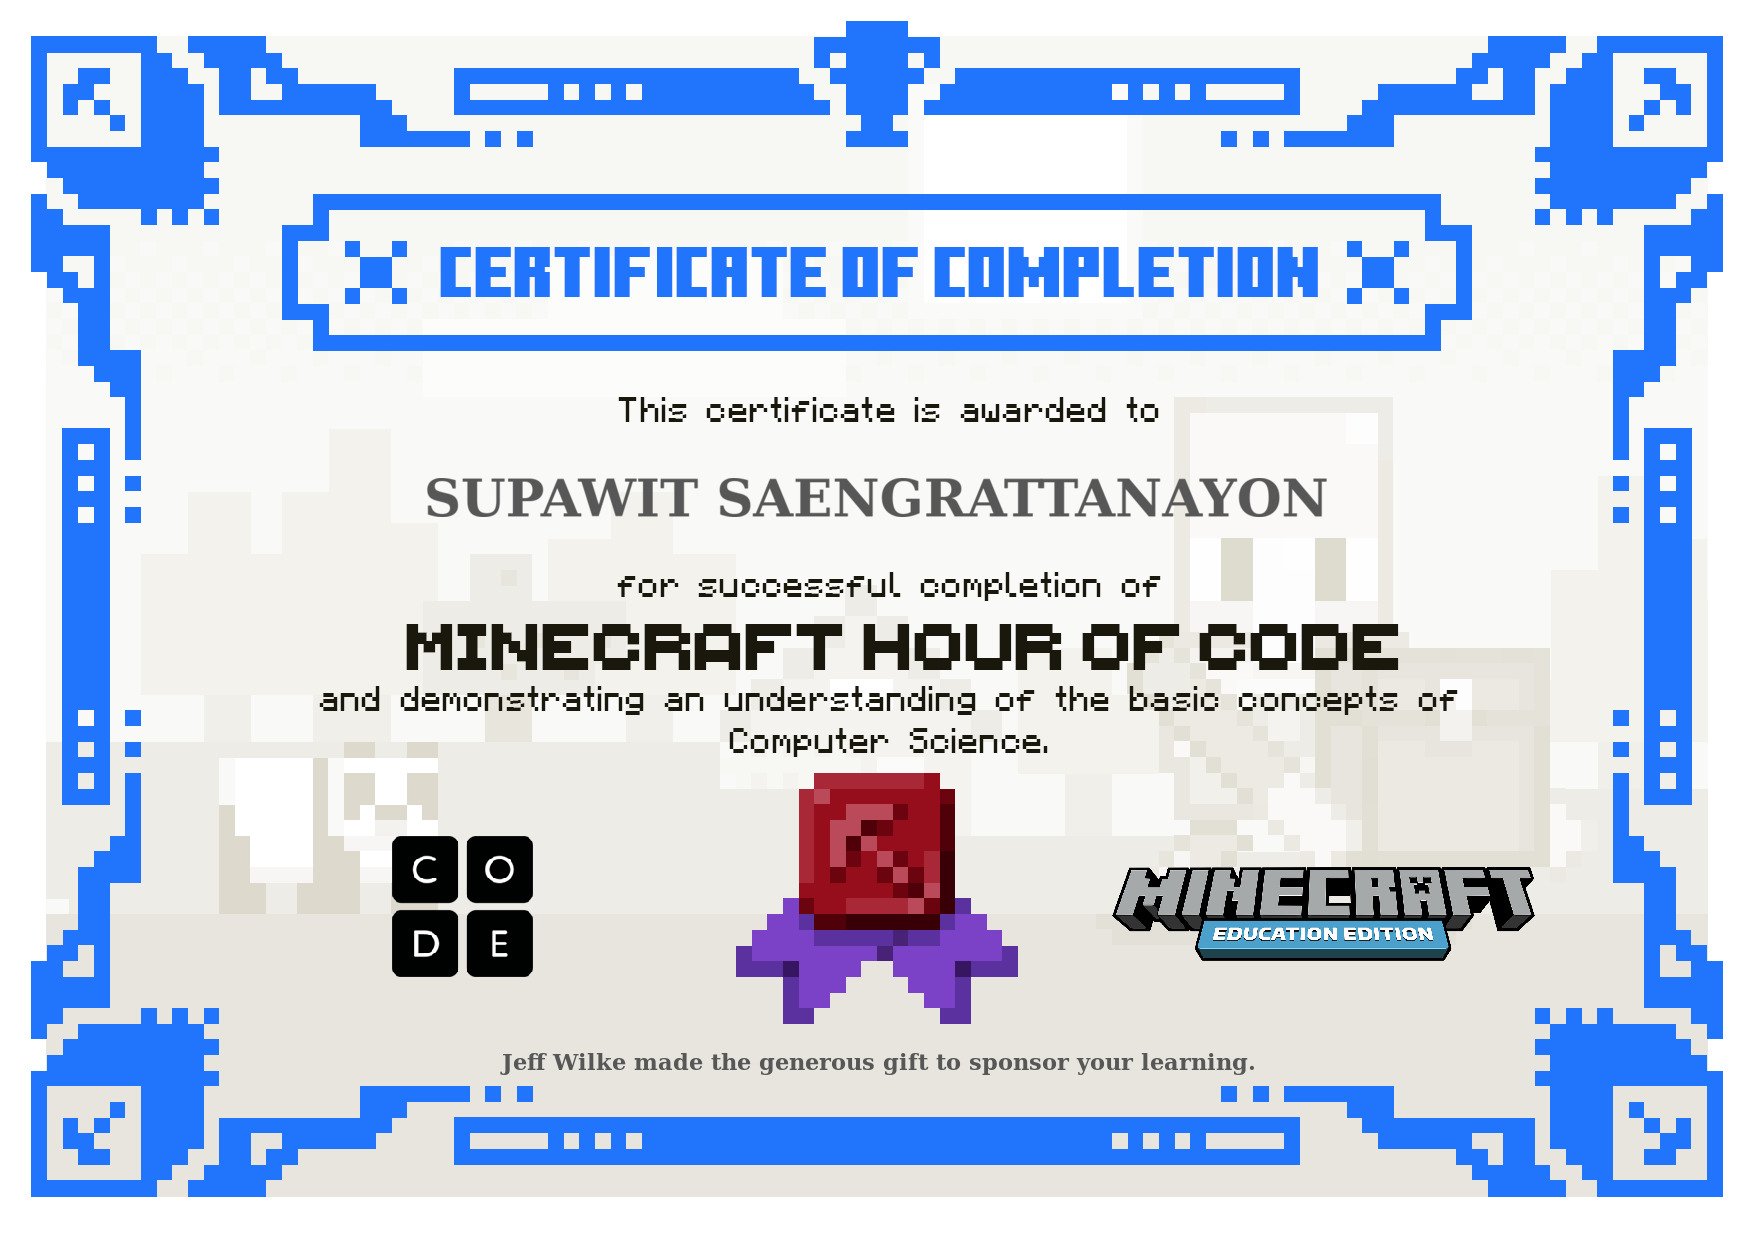 CERTIFICATE OF COMPLETION
This certificate is awarded to
SUPAWIT SAENGRATTANAYON
for successful completion of
MINECRAFT HOUR OF CODE
and demonstrating an understanding of the basic concepts of
Computer Science.
C O
D E
MINECRAFT
EDUCATION EDITION
Jeff Wilke made the generous gift to sponsor your learning.